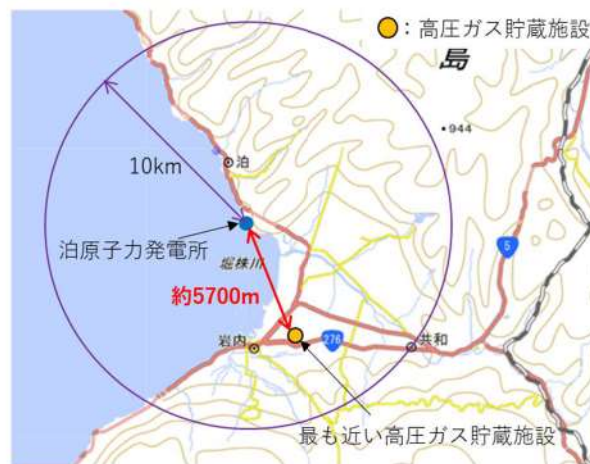 ●：高圧ガス貯蔵施設
島
・944
10km
泊
泊原子力発電所
堀株川
5
約5700m
岩内
276
共和
最も近い高圧ガス貯蔵施設